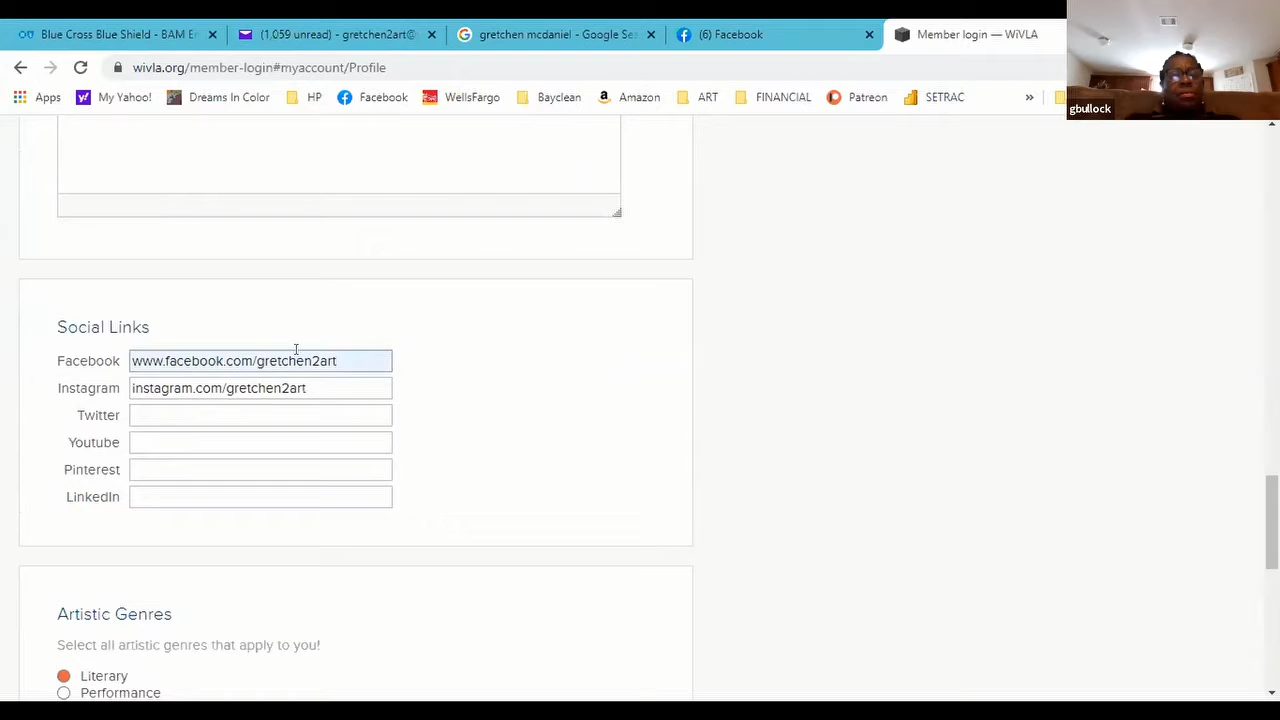 Blue Cross Blue Shield - BAM E
(1,059 unread) - gretchen2art@
gretchen mcdaniel - Google Sea
(6) Facebook
Member login — WiVLA
wivla.org/member-login#myaccount/Profile
Apps
My Yahoo!
Dreams In Color
HP
Facebook
WellsFargo
Bayclean
Amazon
ART
FINANCIAL
Patreon
SETRAC
»
gbullock
Social Links
Facebook www.facebook.com/gretchen2art
Instagram instagram.com/gretchen2art
Twitter
Youtube
Pinterest
LinkedIn
Artistic Genres
Select all artistic genres that apply to you!
Literary
Performance